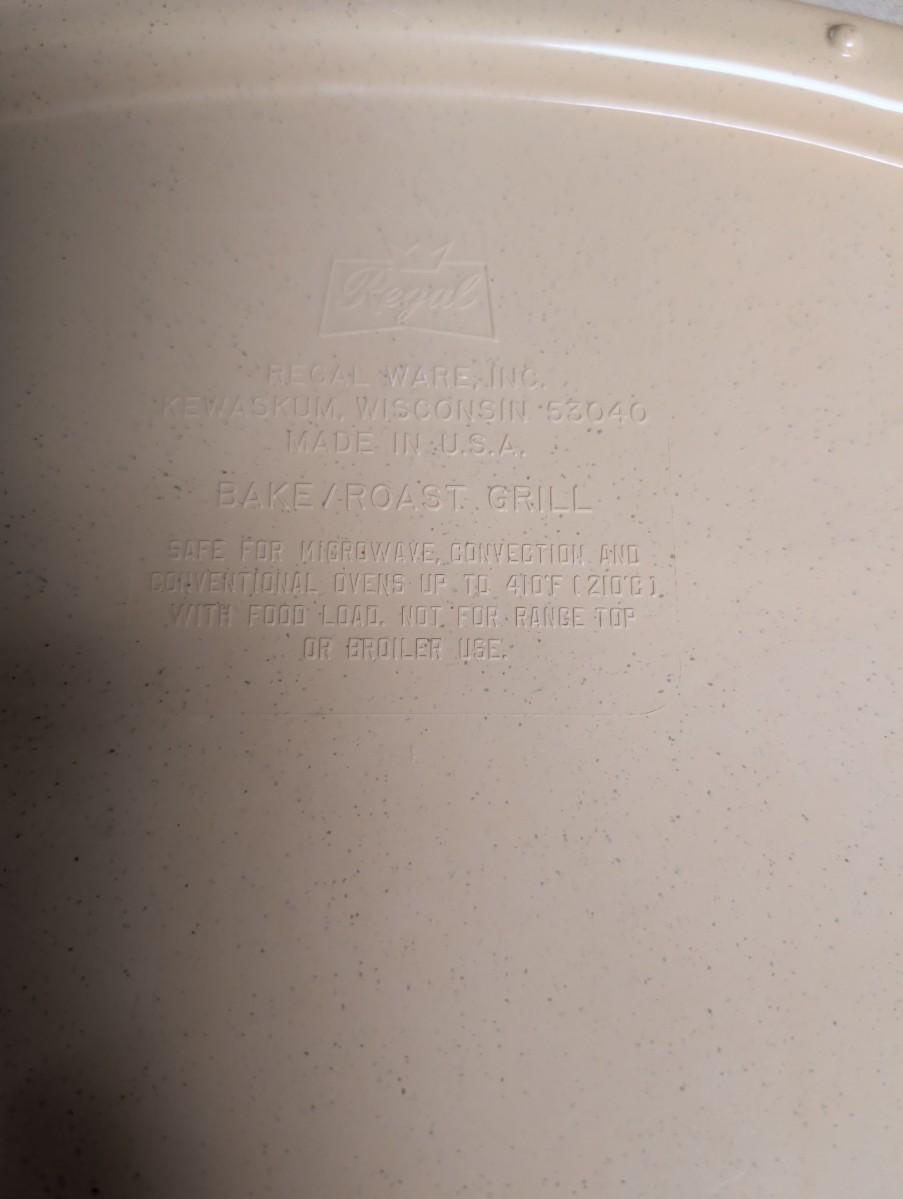 Regal
REGAL WARE, INC.
KEWASKUM, WISCONSIN 53040
MADE IN U.S.A.
BAKE/ROAST GRILL
SAFE FOR MICROWAVE, CONVECTION AND
CONVENTIONAL OVENS UP TO 410°F (210°C)
WITH FOOD LOAD. NOT FOR RANGE TOP
OR BROILER USE.